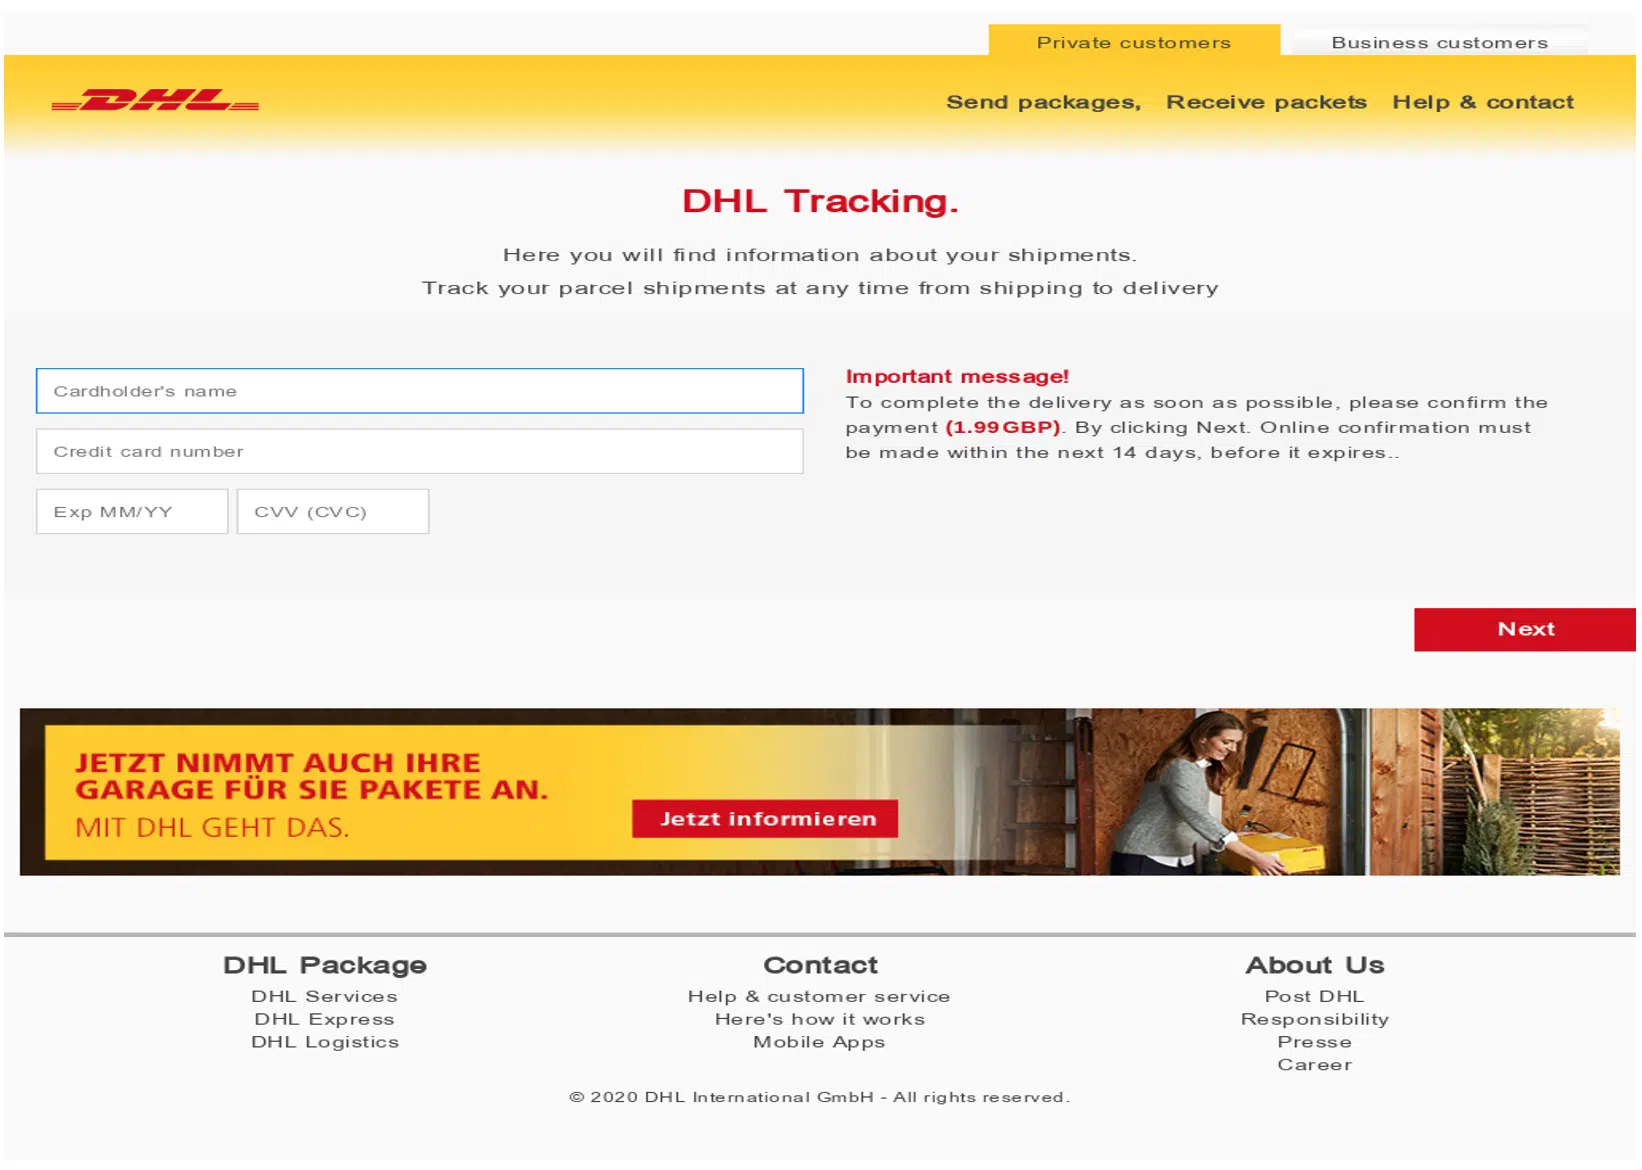 Private customers
Business customers
DHL
Send packages, Receive packets Help & contact
DHL Tracking.
Here you will find information about your shipments.
Track your parcel shipments at any time from shipping to delivery
Cardholder's name
Credit card number
Exp MM/YY
CVV (CVC)
Important message!
To complete the delivery as soon as possible, please confirm the
payment (1.99GBP). By clicking Next. Online confirmation must
be made within the next 14 days, before it expires..
Next
JETZT NIMMT AUCH IHRE
GARAGE FÜR SIE PAKETE AN.
MIT DHL GEHT DAS.
Jetzt informieren
DHL Package
DHL Services
DHL Express
DHL Logistics
Contact
Help & customer service
Here's how it works
Mobile Apps
About Us
Post DHL
Responsibility
Presse
Career
© 2020 DHL International GmbH - All rights reserved.